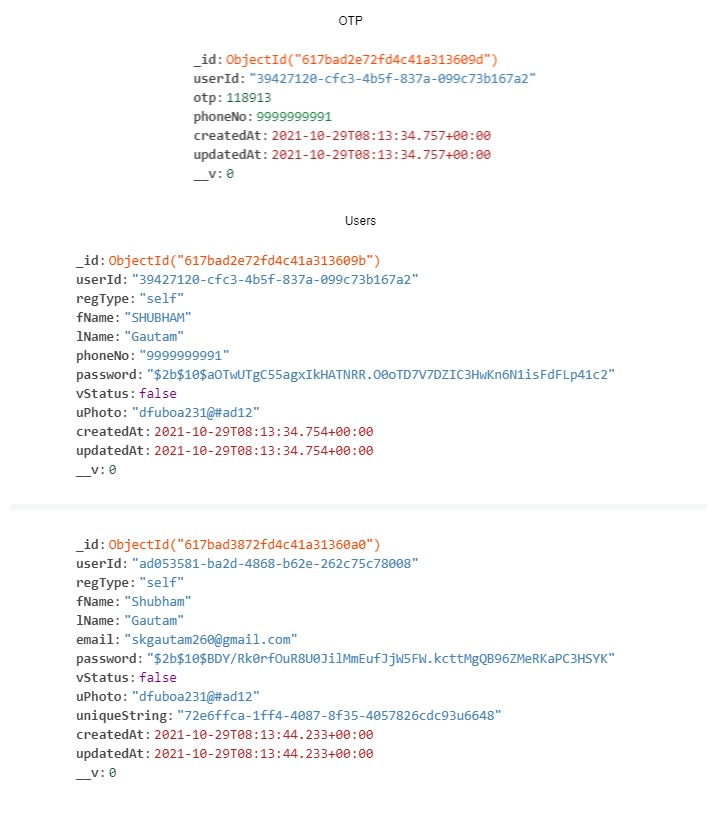 OTP
_id: ObjectId("617bad2e72fd4c41a313609d")
userId: "39427120-cfc3-4b5f-837a-099c73b167a2"
otp: 118913
phoneNo: 9999999991
createdAt: 2021-10-29T08:13:34.757+00:00
updatedAt: 2021-10-29T08:13:34.757+00:00
__v: 0
Users
_id: ObjectId("617bad2e72fd4c41a313609b")
userId: "39427120-cfc3-4b5f-837a-099c73b167a2"
regType: "self"
fName: "SHUBHAM"
lName: "Gautam"
phoneNo: "9999999991"
password: "$2b$10$aOTwUTgC55agxIkHATNRR.O0oTD7V7DZIC3HwKn6N1isFdFLp41c2"
vStatus: false
uPhoto: "dfuboa231@#ad12"
createdAt: 2021-10-29T08:13:34.754+00:00
updatedAt: 2021-10-29T08:13:34.754+00:00
__v: 0
_id: ObjectId("617bad3872fd4c41a31360a0")
userId: "ad053581-ba2d-4868-b62e-262c75c78008"
regType: "self"
fName: "Shubham"
lName: "Gautam"
email: "skgautam260@gmail.com"
password: "$2b$10$BDY/Rk0rfOuR8U0JilMmEufJjW5FW.kcttMgQB96ZMeRKaPC3HSYK"
vStatus: false
uPhoto: "dfuboa231@#ad12"
uniqueString: "72e6ffca-1ff4-4087-8f35-4057826cdc93u6648"
createdAt: 2021-10-29T08:13:44.233+00:00
updatedAt: 2021-10-29T08:13:44.233+00:00
__v: 0